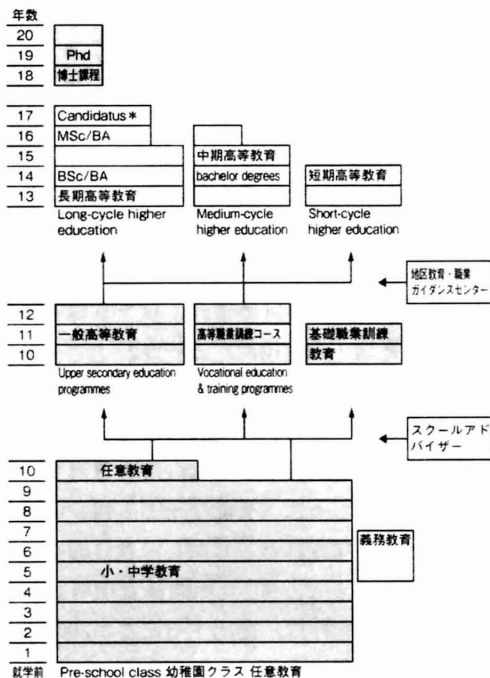 年数
20
19 Phd
18 博士課程
17 Candidatus*
16 MSc/BA
15 中期高等教育
14 BSc/BA bachelor degrees 短期高等教育
13 長期高等教育
Long-cycle higher education
Medium-cycle higher education
Short-cycle higher education
地区教育・職業
ガイダンスセンター
12
11 一般高等教育 高等職業訓練コース 基礎職業訓練
10 教育
Upper secondary education programmes
Vocational education & training programmes
スクールアド
バイザー
10 任意教育
9
8
7
6
義務教育
5 小・中学教育
4
3
2
1
就学前 Pre-school class 幼稚園クラス 任意教育